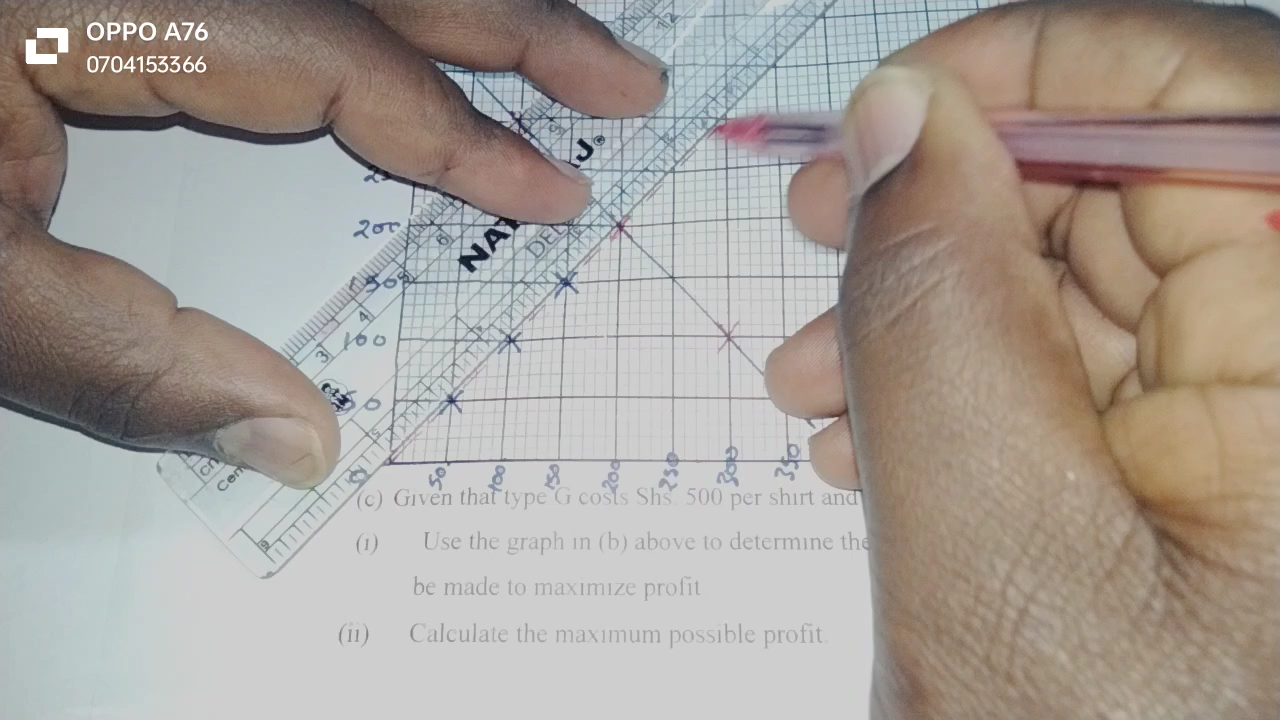 OPPO A76
0704153366
200
100
50 100 150 200 250 300 350
(c) Given that type G costs Shs. 500 per shirt and
(i) Use the graph in (b) above to determine the
be made to maximize profit
(ii) Calculate the maximum possible profit.